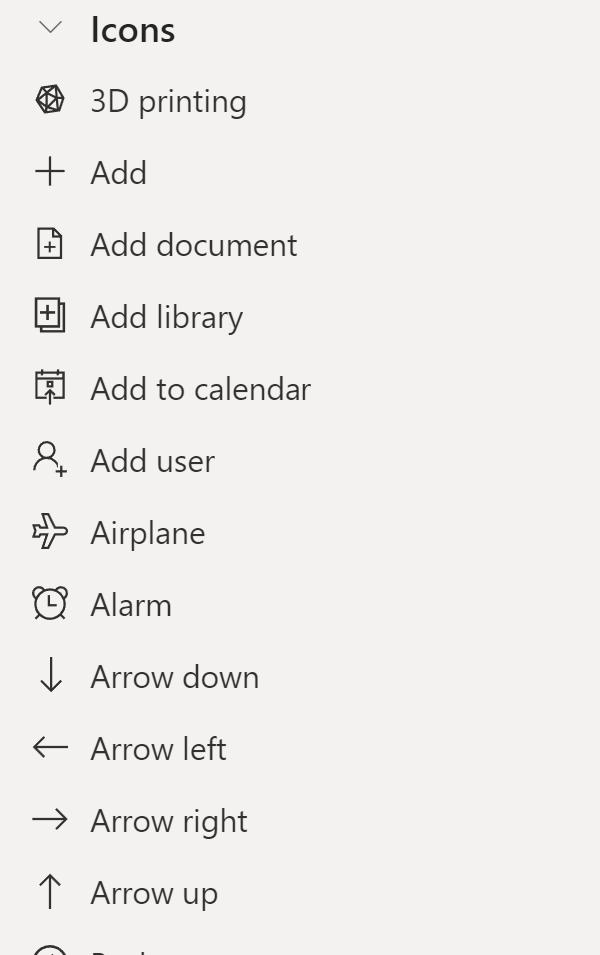 Icons
3D printing
Add
Add document
Add library
Add to calendar
Add user
Airplane
Alarm
Arrow down
Arrow left
Arrow right
Arrow up